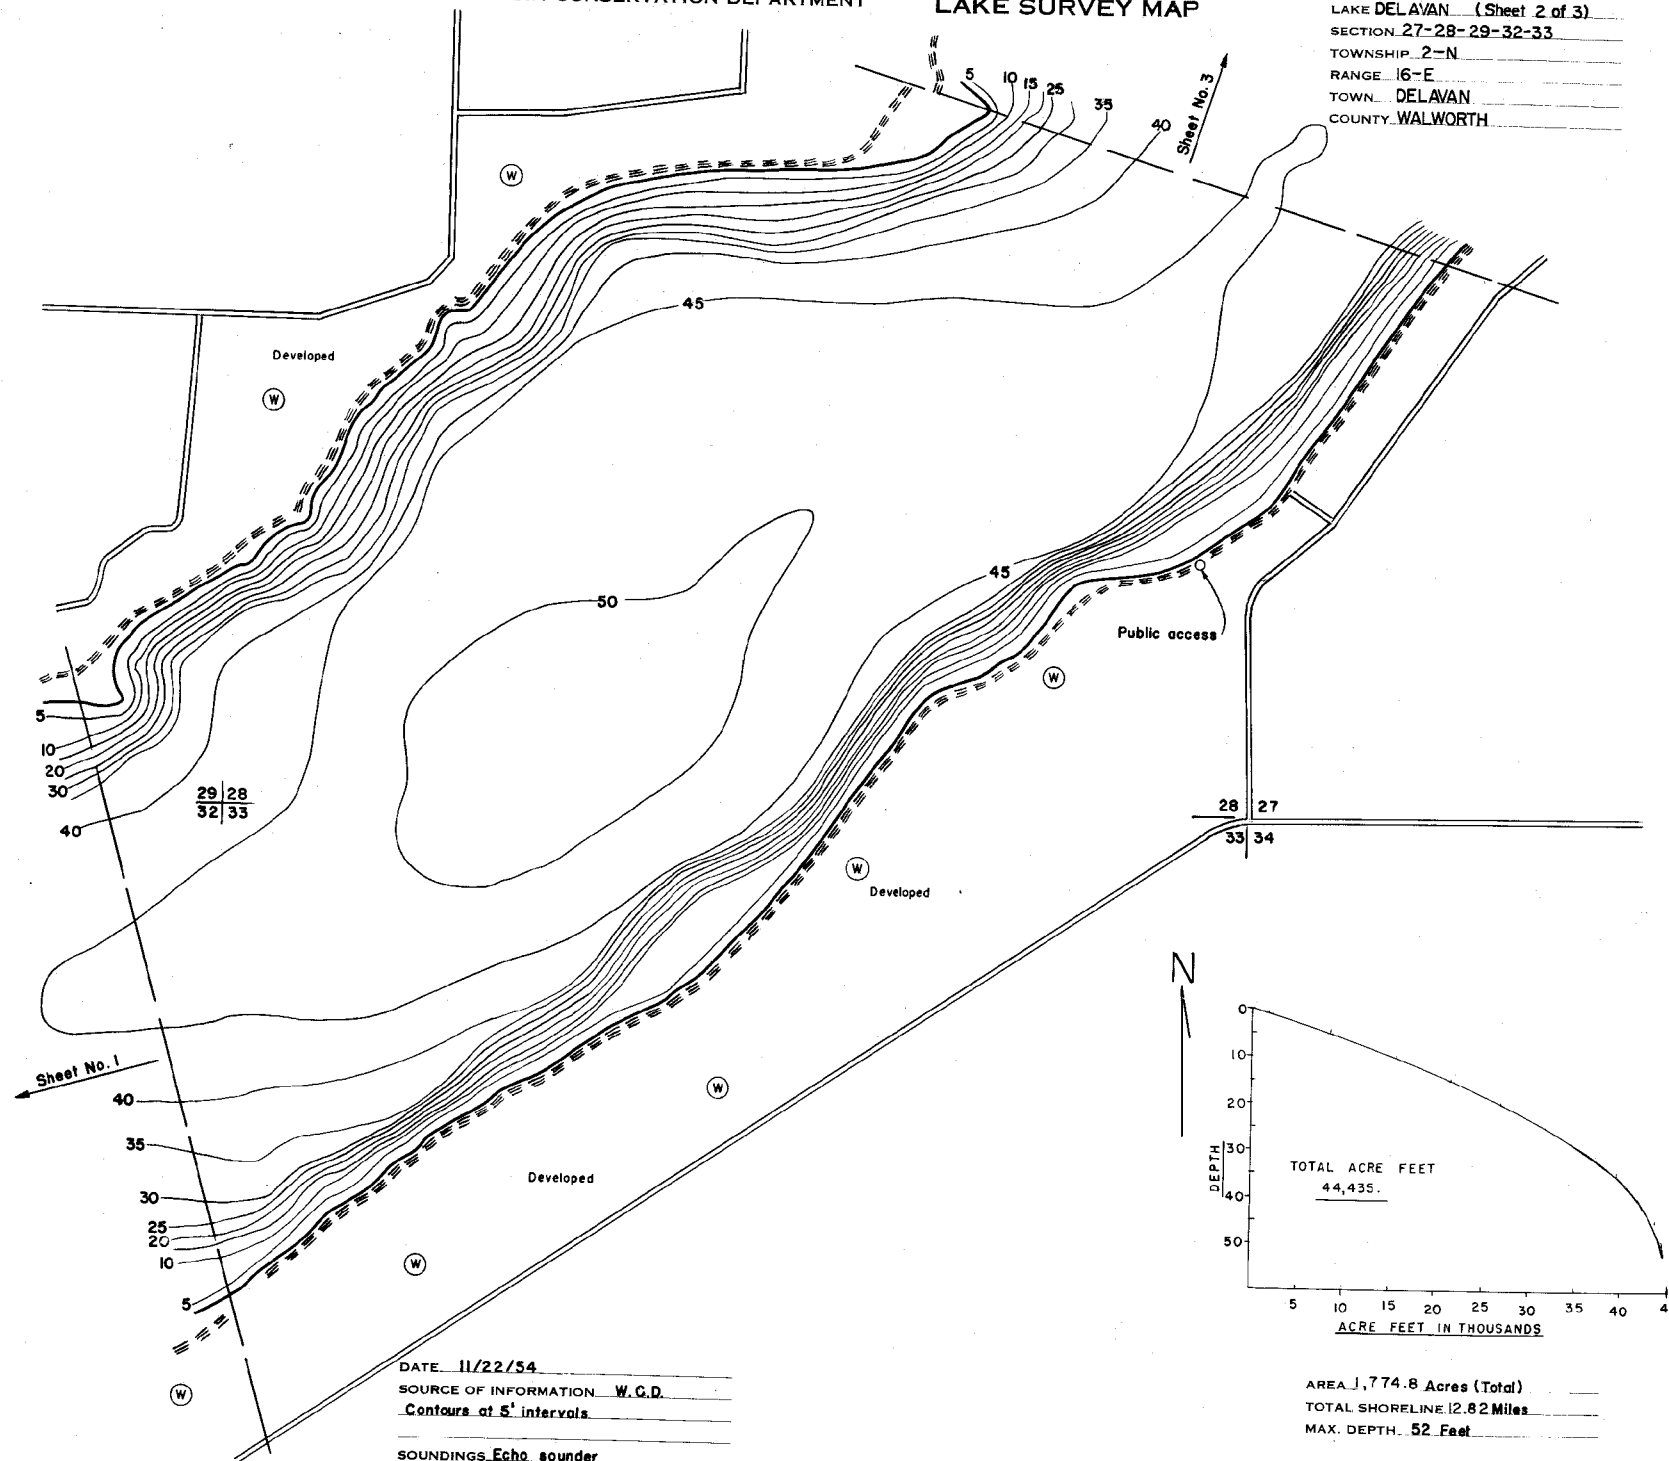 CONSERVATION DEPARTMENT
LAKE SURVEY MAP
LAKE DELAVAN (Sheet 2 of 3)
SECTION 27-28-29-32-33
TOWNSHIP 2-N
RANGE 16-E
TOWN DELAVAN
COUNTY WALWORTH
Sheet No. 3
5
10
15
25
35
40
W
45
Developed
W
50
45
Public access
W
5
10
20
30
40
29 28
32 33
28 27
33 34
W
Developed
Sheet No. 1
40
35
30
25
20
10
5
W
Developed
W
W
N
0
10
20
30
40
50
DEPTH
TOTAL ACRE FEET
44,435.
5 10 15 20 25 30 35 40 4
ACRE FEET IN THOUSANDS
DATE 11/22/54
SOURCE OF INFORMATION W.C.D.
Contours at 5' intervals
SOUNDINGS Echo sounder
AREA 1,774.8 Acres (Total)
TOTAL SHORELINE 12.82 Miles
MAX. DEPTH 52 Feet